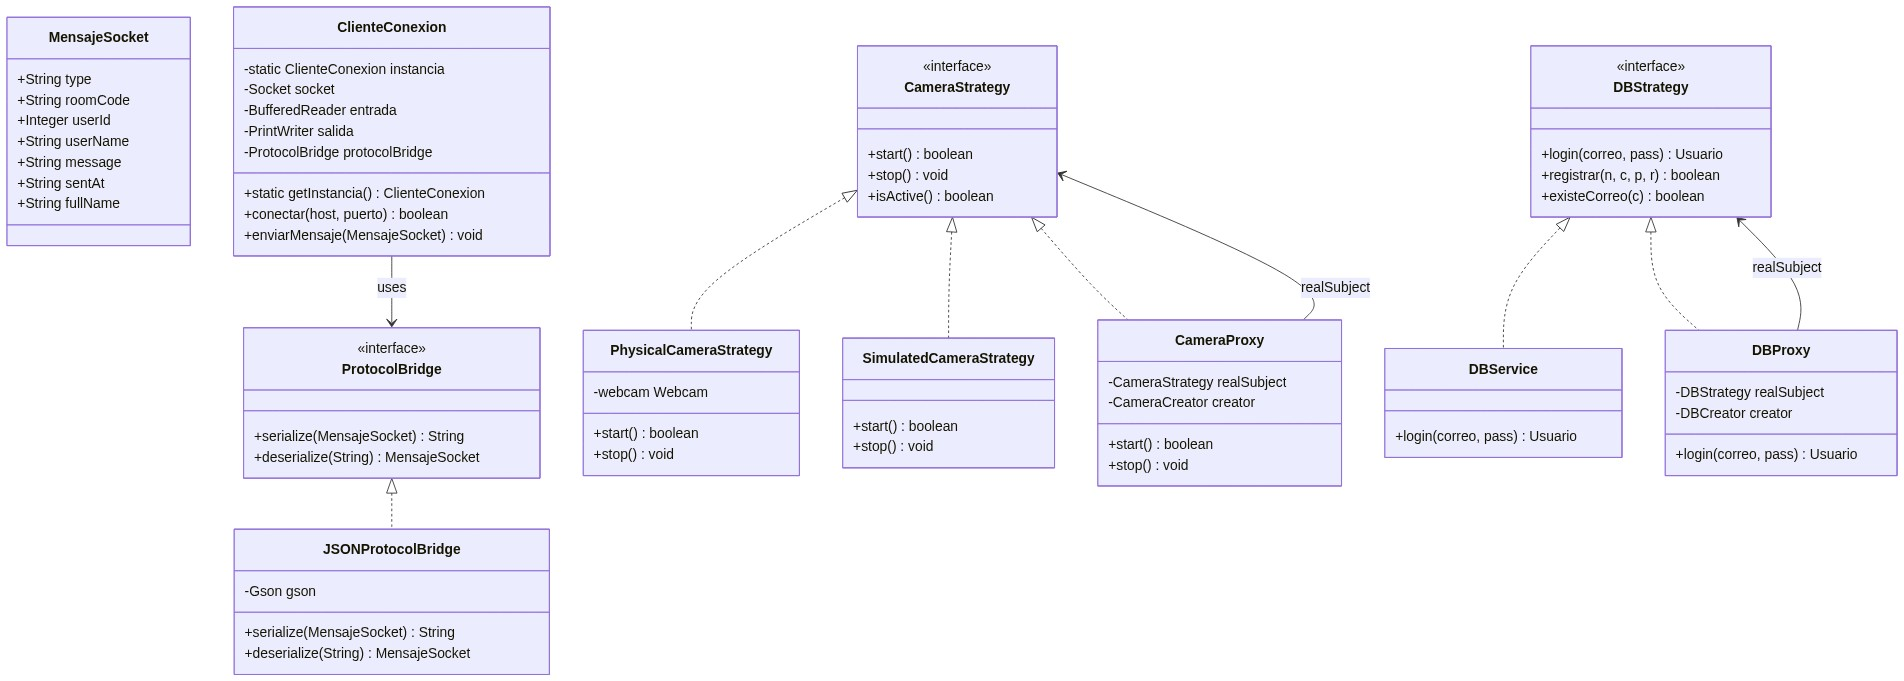 MensajeSocket
+String type
+String roomCode
+Integer userId
+String userName
+String message
+String sentAt
+String fullName
ClienteConexion
-static ClienteConexion instancia
-Socket socket
-BufferedReader entrada
-PrintWriter salida
-ProtocolBridge protocolBridge
+static getInstancia() : ClienteConexion
+conectar(host, puerto) : boolean
+enviarMensaje(MensajeSocket) : void
uses
«interface»
ProtocolBridge
+serialize(MensajeSocket) : String
+deserialize(String) : MensajeSocket
JSONProtocolBridge
-Gson gson
+serialize(MensajeSocket) : String
+deserialize(String) : MensajeSocket
«interface»
CameraStrategy
+start() : boolean
+stop() : void
+isActive() : boolean
realSubject
PhysicalCameraStrategy
-webcam Webcam
+start() : boolean
+stop() : void
SimulatedCameraStrategy
+start() : boolean
+stop() : void
CameraProxy
-CameraStrategy realSubject
-CameraCreator creator
+start() : boolean
+stop() : void
«interface»
DBStrategy
+login(correo, pass) : Usuario
+registrar(n, c, p, r) : boolean
+existeCorreo(c) : boolean
realSubject
DBService
+login(correo, pass) : Usuario
DBProxy
-DBStrategy realSubject
-DBCreator creator
+login(correo, pass) : Usuario